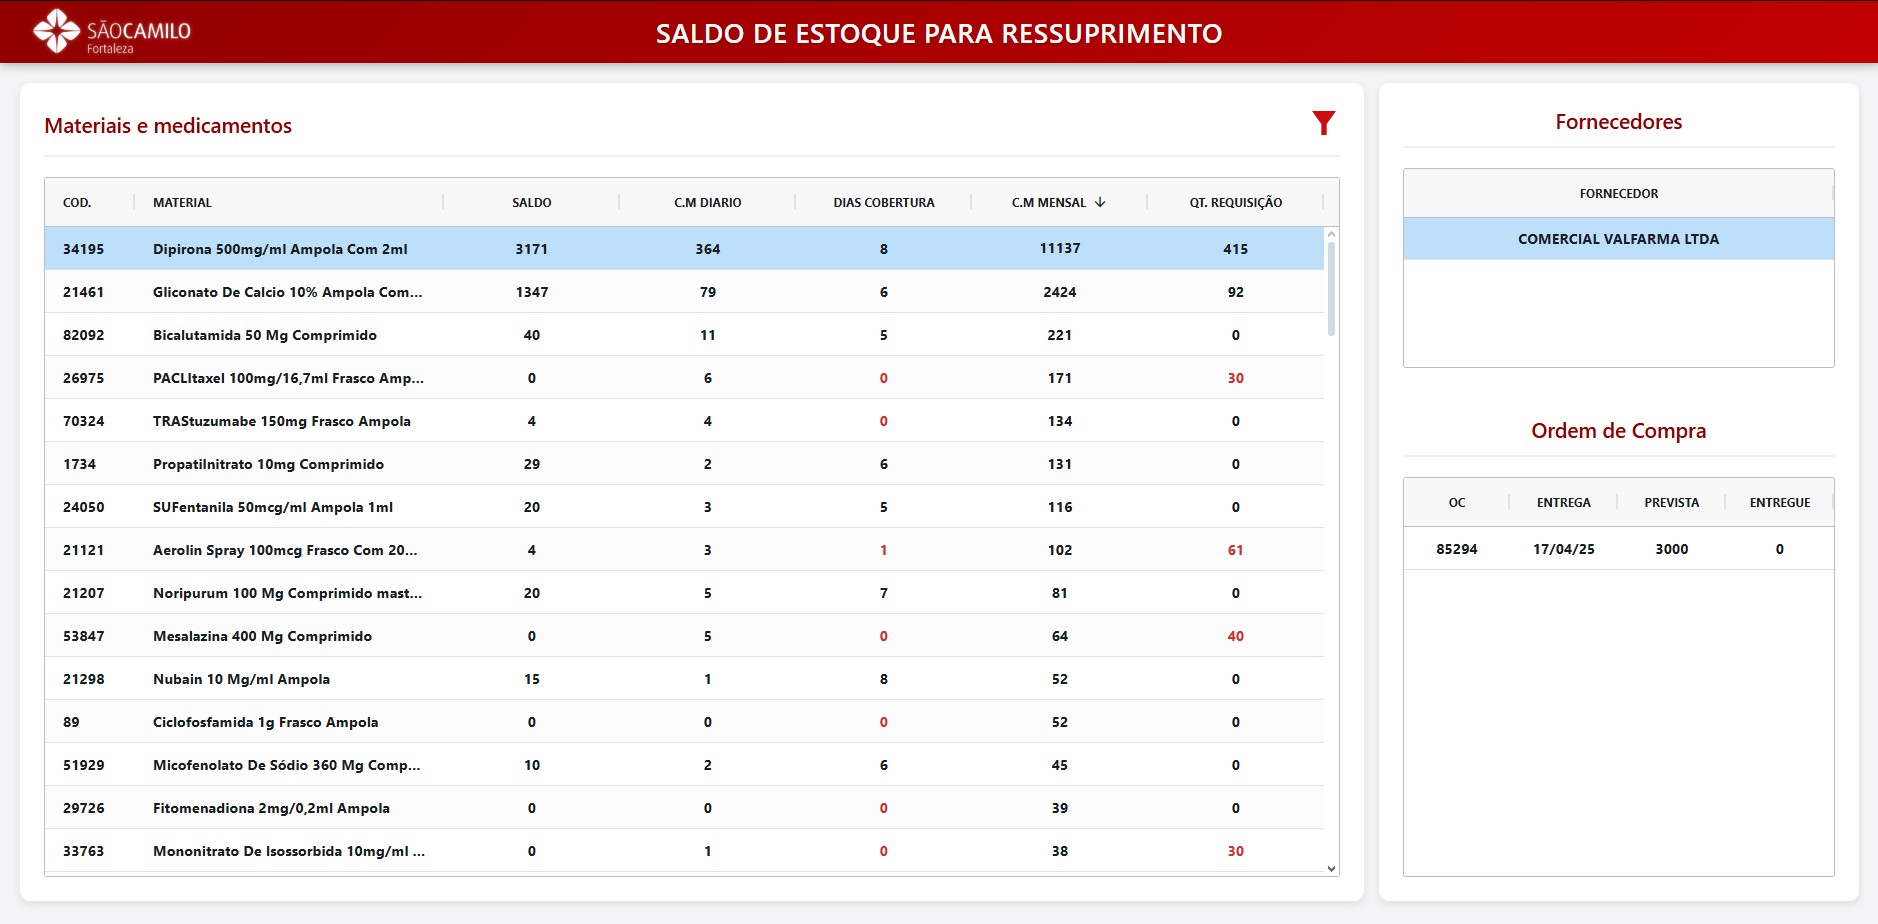 SÃOCAMILO
Fortaleza
SALDO DE ESTOQUE PARA RESSUPRIMENTO
Materiais e medicamentos
COD. MATERIAL SALDO C.M DIARIO DIAS COBERTURA C.M MENSAL ↓ QT. REQUISIÇÃO
34195 Dipirona 500mg/ml Ampola Com 2ml 3171 364 8 11137 415
21461 Gliconato De Calcio 10% Ampola Com... 1347 79 6 2424 92
82092 Bicalutamida 50 Mg Comprimido 40 11 5 221 0
26975 PACLItaxel 100mg/16,7ml Frasco Amp... 0 6 0 171 30
70324 TRAStuzumabe 150mg Frasco Ampola 4 4 0 134 0
1734 Propatilnitrato 10mg Comprimido 29 2 6 131 0
24050 SUFentanila 50mcg/ml Ampola 1ml 20 3 5 116 0
21121 Aerolin Spray 100mcg Frasco Com 20... 4 3 1 102 61
21207 Noripurum 100 Mg Comprimido mast... 20 5 7 81 0
53847 Mesalazina 400 Mg Comprimido 0 5 0 64 40
21298 Nubain 10 Mg/ml Ampola 15 1 8 52 0
89 Ciclofosfamida 1g Frasco Ampola 0 0 0 52 0
51929 Micofenolato De Sódio 360 Mg Comp... 10 2 6 45 0
29726 Fitomenadiona 2mg/0,2ml Ampola 0 0 0 39 0
33763 Mononitrato De Isossorbida 10mg/ml ... 0 1 0 38 30
Fornecedores
FORNECEDOR
COMERCIAL VALFARMA LTDA
Ordem de Compra
OC ENTREGA PREVISTA ENTREGUE
85294 17/04/25 3000 0